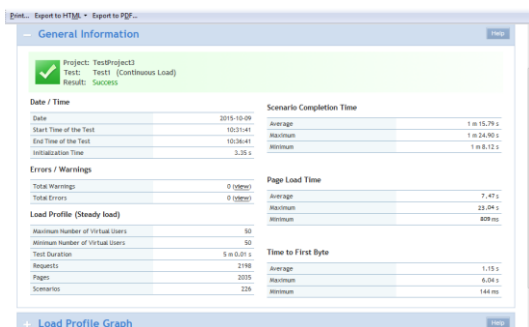 Print... Export to HTML Export to PDF...
General Information
Help
Project: TestProject3
Test: Test1 (Continuous Load)
Result: Success
Date / Time
Date 2015-10-09
Start Time of the Test 10:31:41
End Time of the Test 10:36:41
Initialization Time 3.35 s
Errors / Warnings
Total Warnings 0 (view)
Total Errors 0 (view)
Load Profile (Steady load)
Maximum Number of Virtual Users 50
Minimum Number of Virtual Users 50
Test Duration 5 m 0.01 s
Requests 2198
Pages 2035
Scenarios 226
Scenario Completion Time
Average 1 m 15.79 s
Maximum 1 m 24.90 s
Minimum 1 m 8.12 s
Page Load Time
Average 7.47 s
Maximum 23.04 s
Minimum 809 ms
Time to First Byte
Average 1.15 s
Maximum 6.04 s
Minimum 144 ms
Load Profile Graph
Help